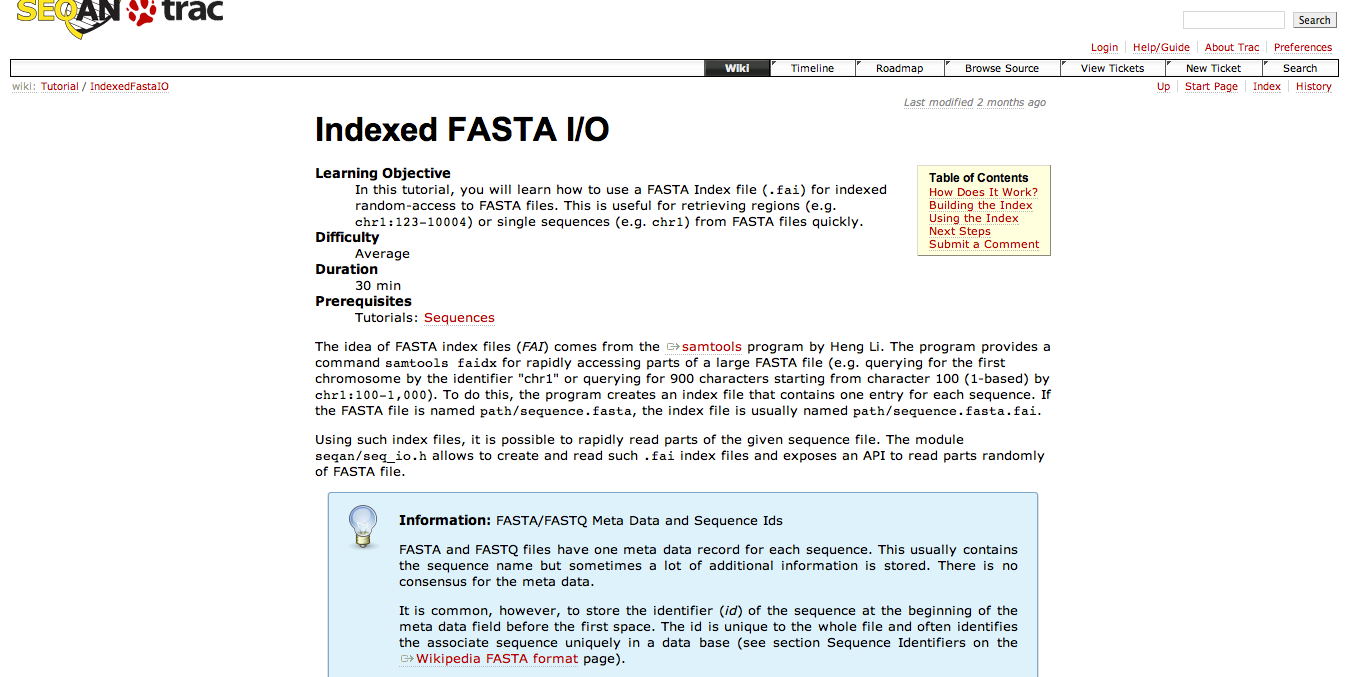 SEQAN trac
Search
Login Help/Guide About Trac Preferences
Wiki Timeline Roadmap Browse Source View Tickets New Ticket Search
wiki: Tutorial / IndexedFastaIO
Up Start Page Index History
Last modified 2 months ago
Indexed FASTA I/O
Learning Objective
In this tutorial, you will learn how to use a FASTA Index file (.fai) for indexed
random-access to FASTA files. This is useful for retrieving regions (e.g.
chr1:123-10004) or single sequences (e.g. chr1) from FASTA files quickly.
Difficulty
Average
Duration
30 min
Prerequisites
Tutorials: Sequences
Table of Contents
How Does It Work?
Building the Index
Using the Index
Next Steps
Submit a Comment
The idea of FASTA index files (FAI) comes from the samtools program by Heng Li. The program provides a
command samtools faidx for rapidly accessing parts of a large FASTA file (e.g. querying for the first
chromosome by the identifier "chr1" or querying for 900 characters starting from character 100 (1-based) by
chr1:100-1,000). To do this, the program creates an index file that contains one entry for each sequence. If
the FASTA file is named path/sequence.fasta, the index file is usually named path/sequence.fasta.fai.
Using such index files, it is possible to rapidly read parts of the given sequence file. The module
seqan/seq_io.h allows to create and read such .fai index files and exposes an API to read parts randomly
of FASTA file.
Information: FASTA/FASTQ Meta Data and Sequence Ids
FASTA and FASTQ files have one meta data record for each sequence. This usually contains
the sequence name but sometimes a lot of additional information is stored. There is no
consensus for the meta data.
It is common, however, to store the identifier (id) of the sequence at the beginning of the
meta data field before the first space. The id is unique to the whole file and often identifies
the associate sequence uniquely in a data base (see section Sequence Identifiers on the
Wikipedia FASTA format page).